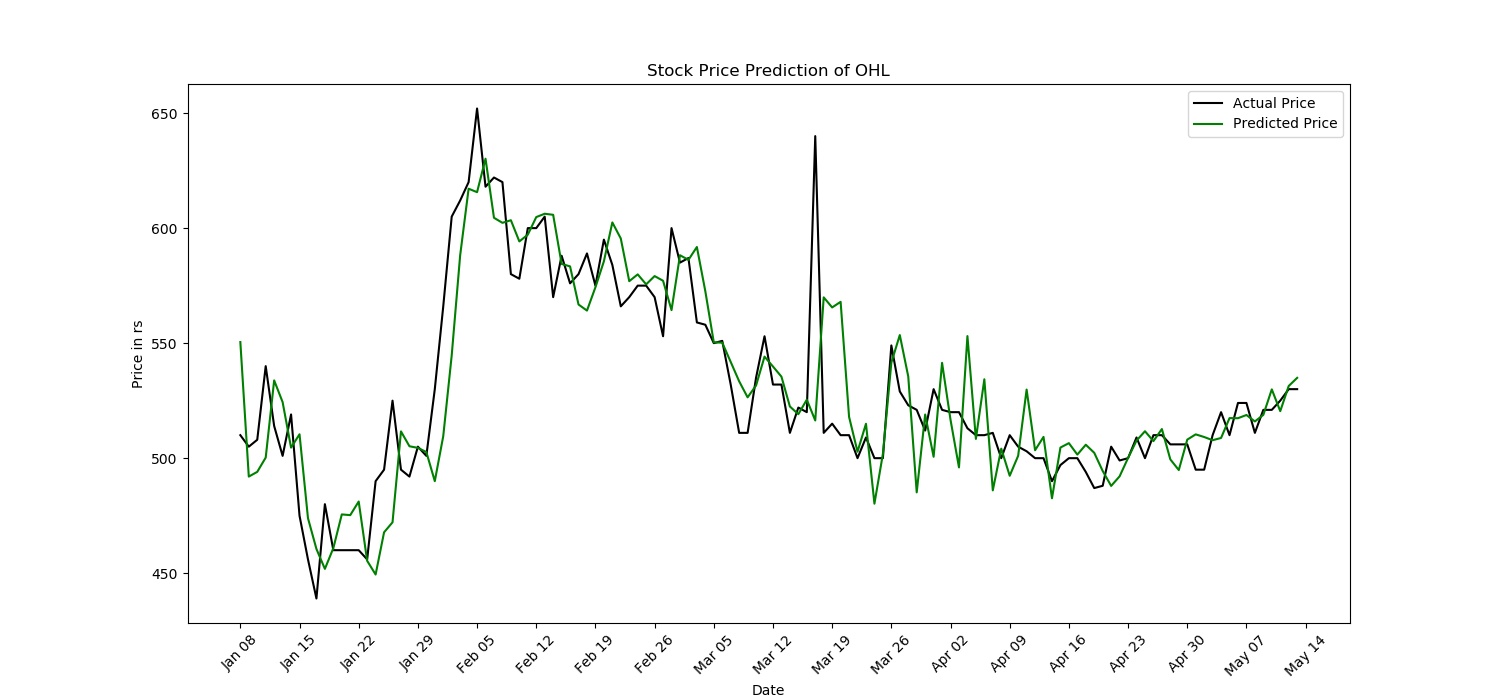 Stock Price Prediction of OHL
Actual Price
Predicted Price
650
600
550
500
450
Price in rs
Jan 08
Jan 15
Jan 22
Jan 29
Feb 05
Feb 12
Feb 19
Feb 26
Mar 05
Mar 12
Mar 19
Mar 26
Apr 02
Apr 09
Apr 16
Apr 23
Apr 30
May 07
May 14
Date